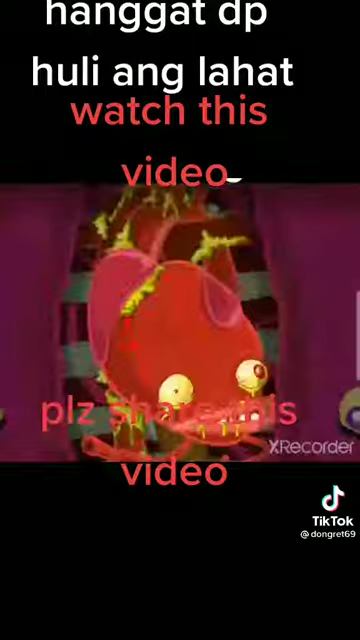 hanggat dp
huli ang lahat
watch this
video
plz share this
video
XRecorder
TikTok
@dongret69